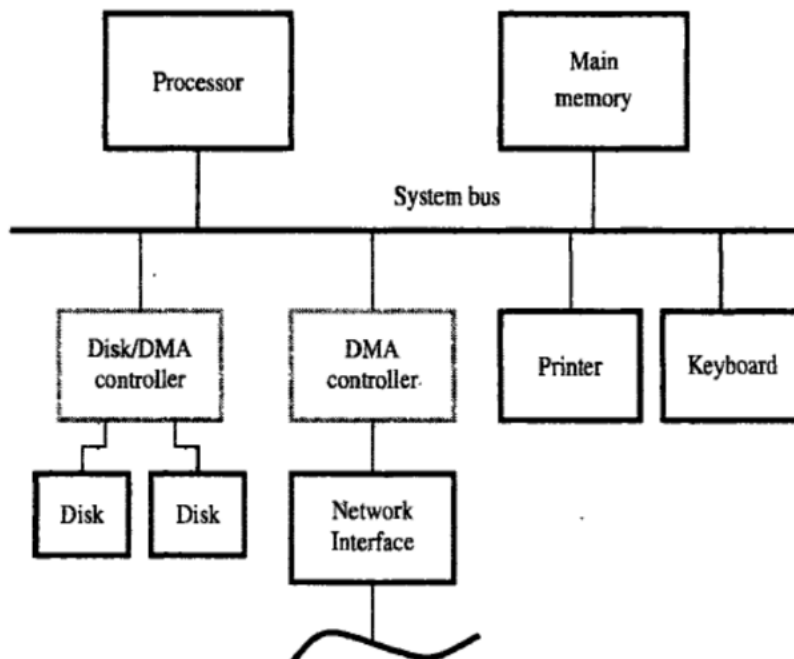 Processor
Main
memory
System bus
Disk/DMA
controller
DMA
controller
Printer
Keyboard
Disk
Disk
Network
Interface